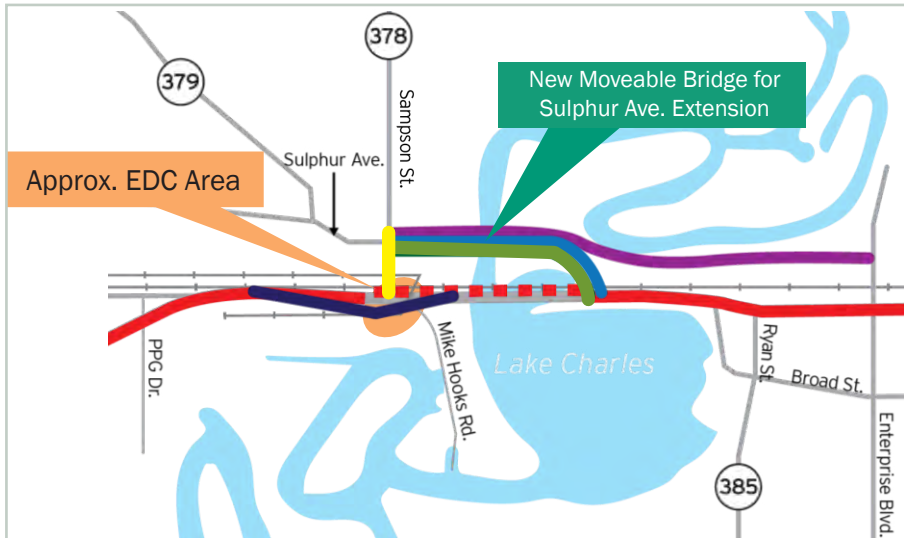 378
379
New Moveable Bridge for
Sulphur Ave. Extension
Sampson St.
Sulphur Ave.
Approx. EDC Area
PPG Dr.
Mike Hooks Rd.
Lake Charles
Ryan St.
Broad St.
Enterprise Blvd.
385